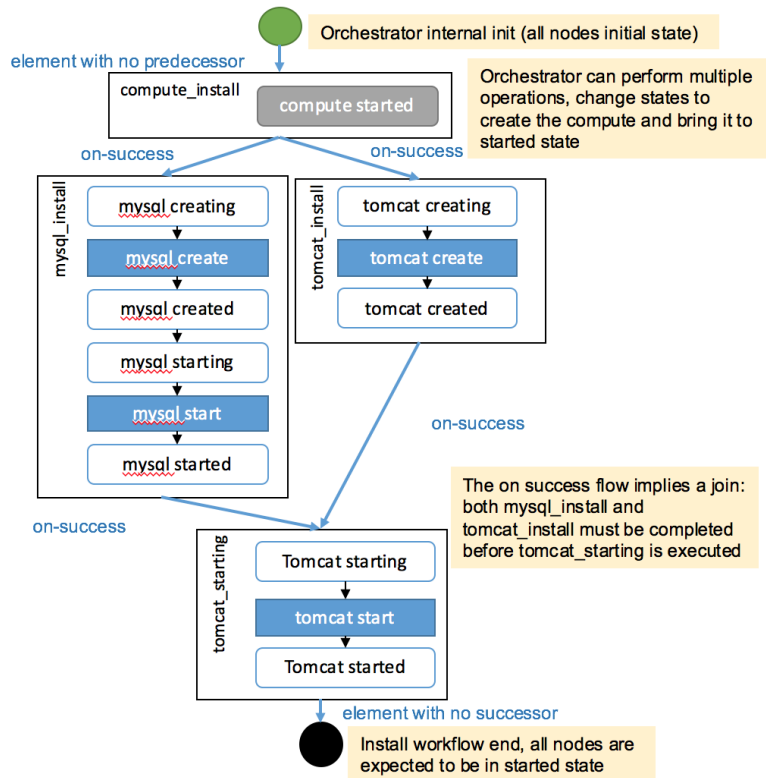 Orchestrator internal init (all nodes initial state)
element with no predecessor
compute_install
compute started
Orchestrator can perform multiple
operations, change states to
create the compute and bring it to
started state
on-success
on-success
mysql_install
mysql creating
mysql create
mysql created
mysql starting
mysql start
mysql started
tomcat_install
tomcat creating
tomcat create
tomcat created
on-success
on-success
The on success flow implies a join:
both mysql_install and
tomcat_install must be completed
before tomcat_starting is executed
tomcat_starting
Tomcat starting
tomcat start
Tomcat started
element with no successor
Install workflow end, all nodes are
expected to be in started state